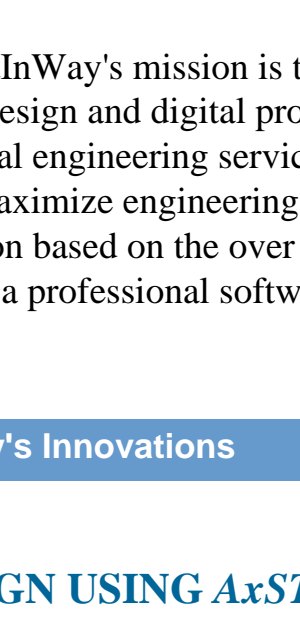 InWay's mission is t
esign and digital pro
al engineering servic
aximize engineering
on based on the over
a professional softw
y's Innovations
GN USING AxST